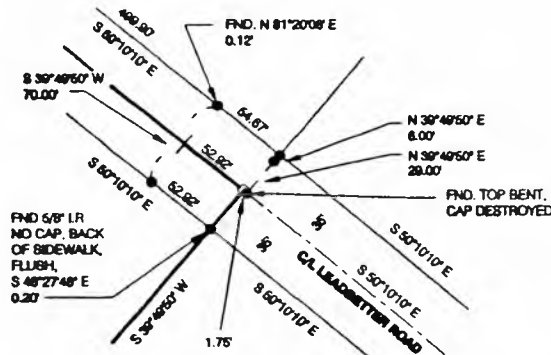 499.90'
S 50°10'10" E
FND. N 81°20'08" E
0.12'
S 39°49'50" W
70.00'
54.67'
52.92'
S 50°10'10" E
52.92'
N 39°49'50" E
6.00'
N 39°49'50" E
29.00'
FND. TOP BENT,
CAP DESTROYED
FND 5/8" I.R
NO CAP, BACK
OF SIDEWALK,
FLUSH,
S 48°27'48" E
0.20'
S 39°49'50" W
1.75'
35'
35'
S 50°10'10" E
S 50°10'10" E
S 50°10'10" E
C/L LEADBETTER ROAD